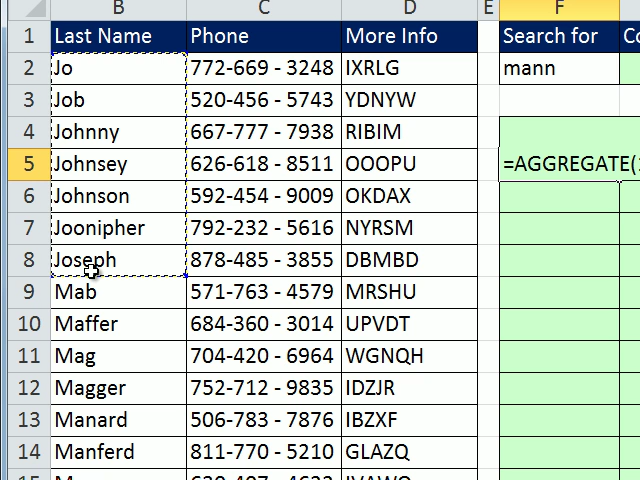 B C D E F
1 Last Name Phone More Info Search for Co
2 Jo 772-669 - 3248 IXRLG mann
3 Job 520-456 - 5743 YDNYW
4 Johnny 667-777 - 7938 RIBIM
5 Johnsey 626-618 - 8511 OOOPU =AGGREGATE(
6 Johnson 592-454 - 9009 OKDAX
7 Joonipher 792-232 - 5616 NYRSM
8 Joseph 878-485 - 3855 DBMBD
9 Mab 571-763 - 4579 MRSHU
10 Maffer 684-360 - 3014 UPVDT
11 Mag 704-420 - 6964 WGNQH
12 Magger 752-712 - 9835 IDZJR
13 Manard 506-783 - 7876 IBZXF
14 Manferd 811-770 - 5210 GLAZQ